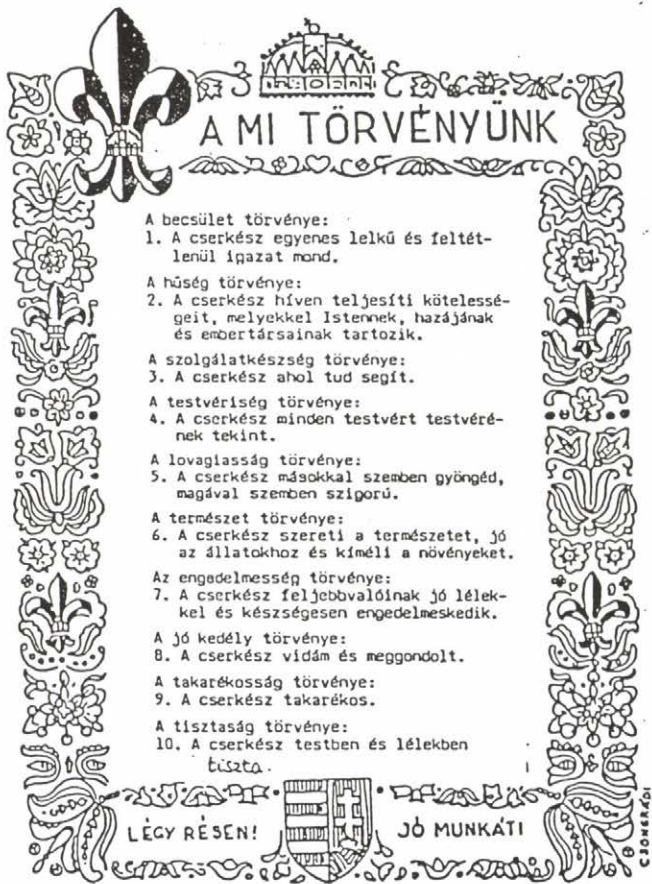 A MI TÖRVÉNYÜNK
A becsület törvénye:
1. A cserkész egyenes lelkű és feltét-
lenül igazat mond.
A hűség törvénye:
2. A cserkész híven teljesíti kötelessé-
geit, melyekkel Istennek, hazájának
és embertársainak tartozik.
A szolgálatkészség törvénye:
3. A cserkész ahol tud segít.
A testvériség törvénye:
4. A cserkész minden testvért testvéré-
nek tekint.
A lovagiasság törvénye:
5. A cserkész másokkal szemben gyöngéd,
magával szemben szigorú.
A természet törvénye:
6. A cserkész szereti a természetet, jó
az állatokhoz és kíméli a növényeket.
Az engedelmesség törvénye:
7. A cserkész feljebbvalóinak jó lélek-
kel és készségesen engedelmeskedik.
A jó kedély törvénye:
8. A cserkész vidám és meggondolt.
A takarékosság törvénye:
9. A cserkész takarékos.
A tisztaság törvénye:
10. A cserkész testben és lélekben
tiszta.
LÉGY RÉSEN! JÓ MUNKÁT!